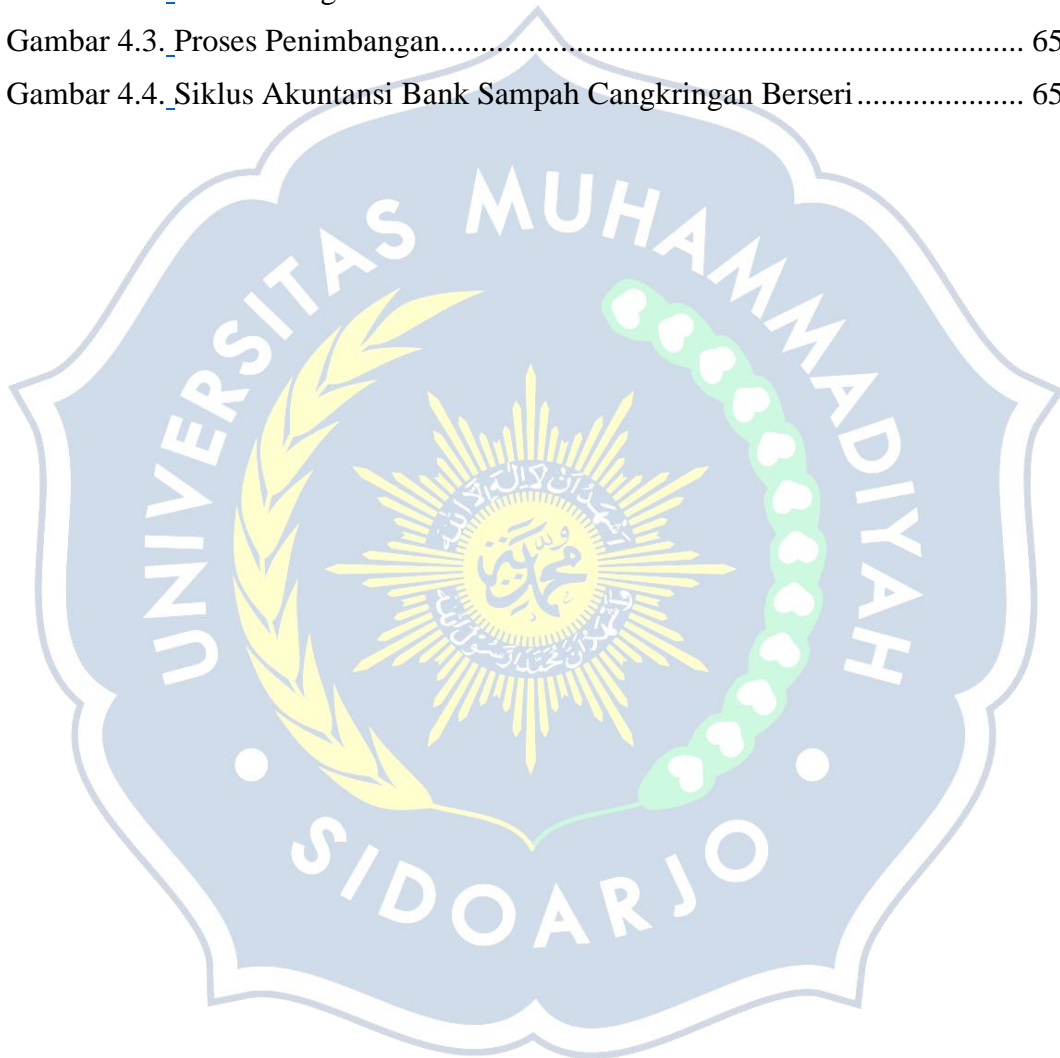 Gambar 4.3. Proses Penimbangan........................................................................ 65
Gambar 4.4. Siklus Akuntansi Bank Sampah Cangkringan Berseri ..................... 65
UNIVERSITAS MUHAMMADIYAH
SIDOARJO